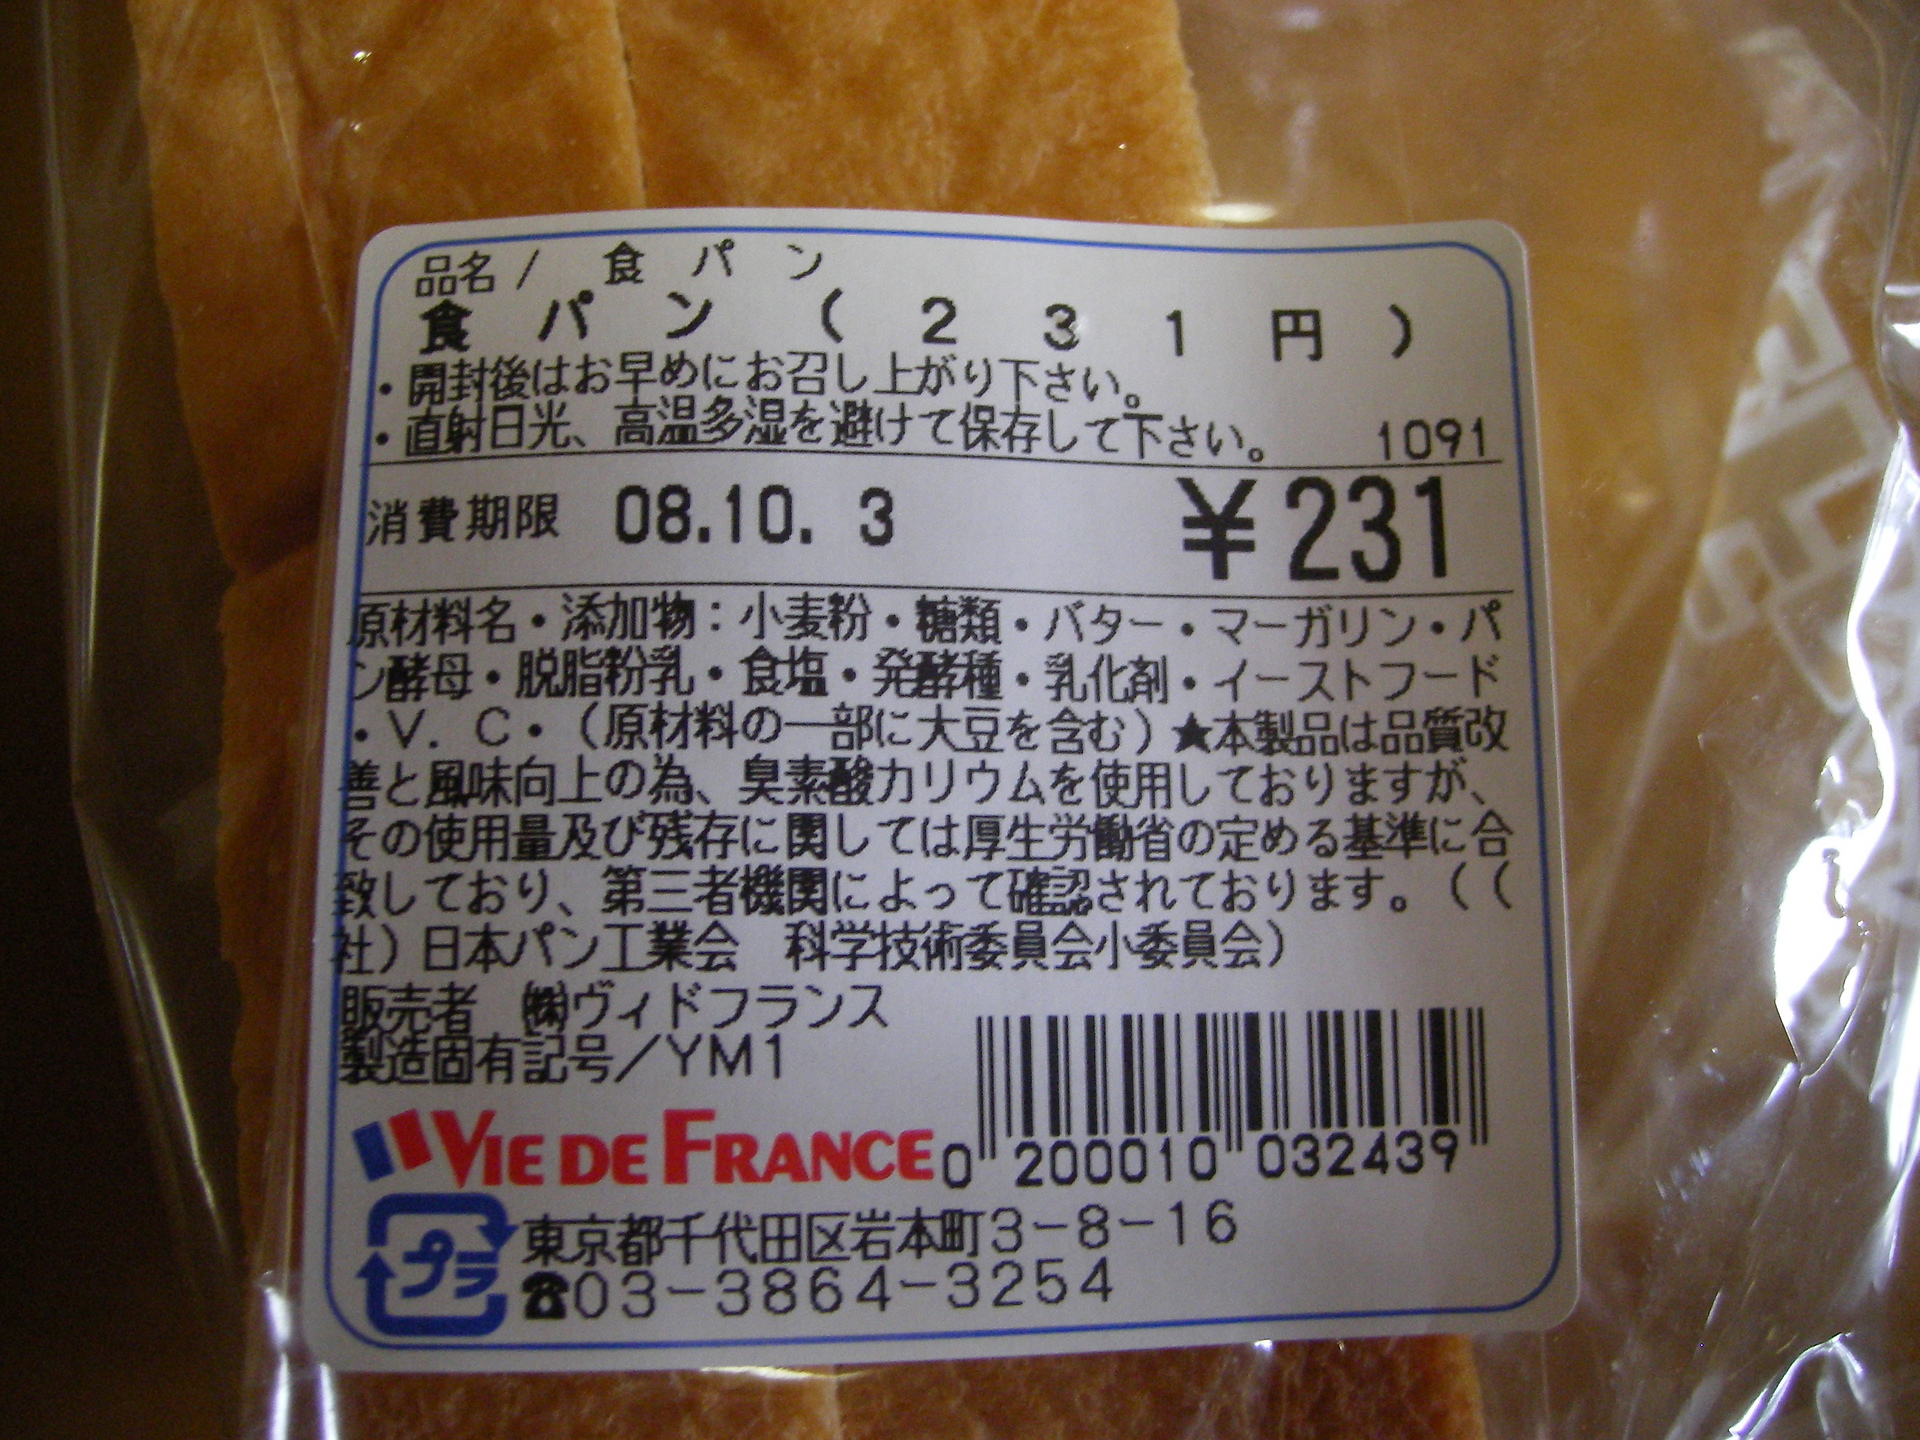 品名/ 食パン
食パン(231円)
・開封後はお早めにお召し上がり下さい。
・直射日光、高温多湿を避けて保存して下さい。 1091
消費期限 08.10. 3 ¥231
原材料名・添加物:小麦粉・糖類・バター・マーガリン・パ
ン酵母・脱脂粉乳・食塩・発酵種・乳化剤・イーストフード
・V.C・(原材料の一部に大豆を含む)★本製品は品質改
善と風味向上の為、臭素酸カリウムを使用しておりますが、
その使用量及び残存に関しては厚生労働省の定める基準に合
致しており、第三者機関によって確認されております。((
社)日本パン工業会 科学技術委員会小委員会)
販売者 ㈱ヴィドフランス
製造固有記号/YM1
VIE DE FRANCE
0 200010 032439
プラ
東京都千代田区岩本町3-8-16
☎03-3864-3254